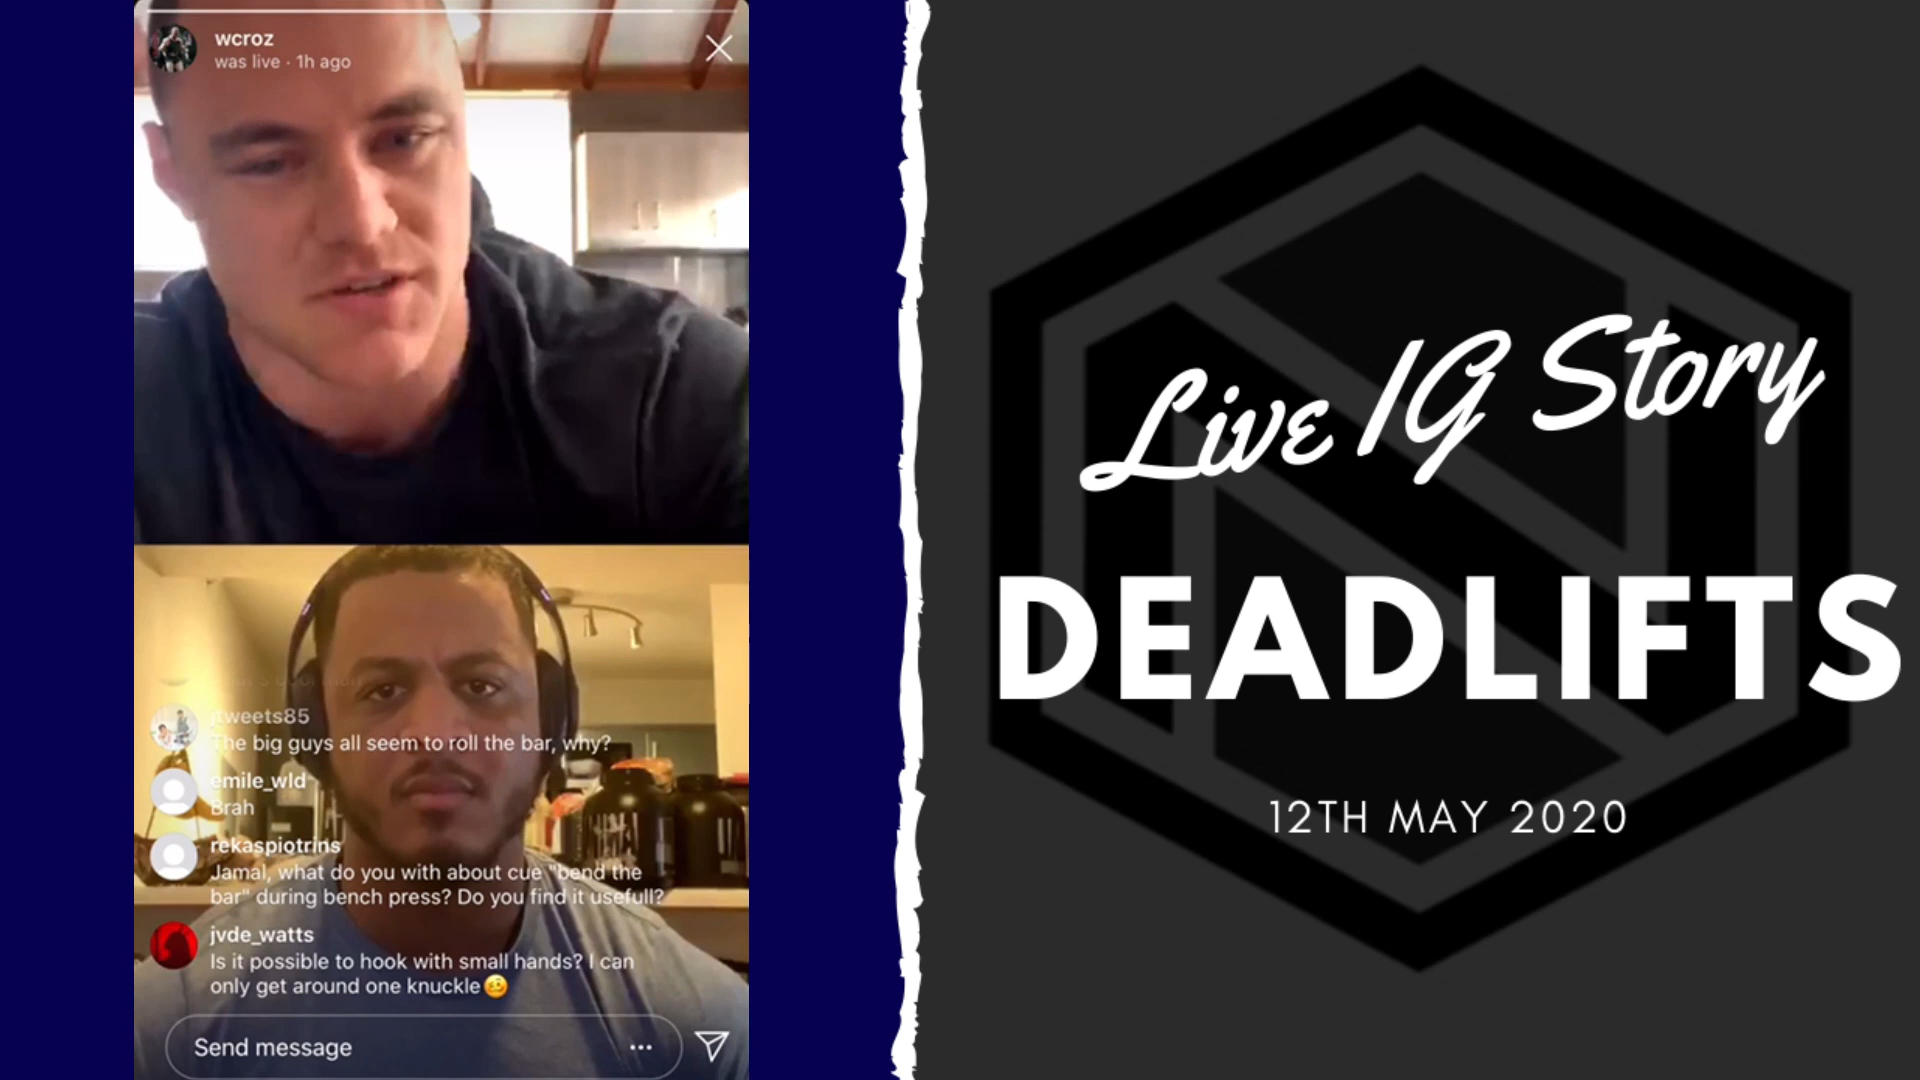 wcroz
was live · 1h ago
jtweets85
The big guys all seem to roll the bar, why?
emile_wld
Brah
rekaspiotrins
Jamal, what do you with about cue "bend the
bar" during bench press? Do you find it usefull?
jvde_watts
Is it possible to hook with small hands? I can
only get around one knuckle🥴
Send message
Live IG Story
DEADLIFTS
12TH MAY 2020